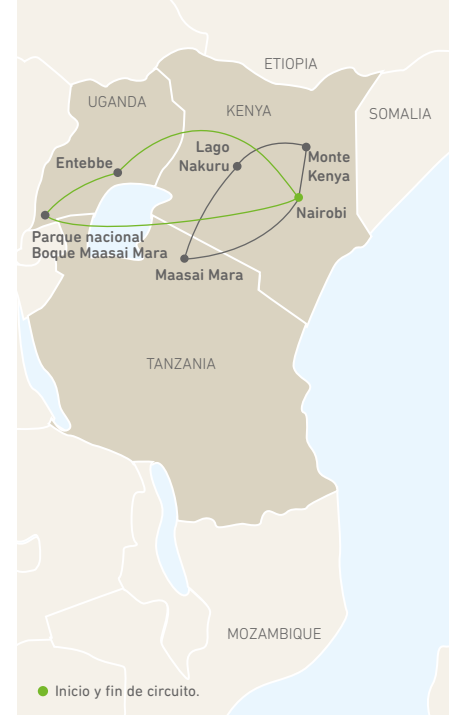 ETIOPIA
UGANDA
KENYA
SOMALIA
Lago
Nakuru
Monte
Kenya
Entebbe
Nairobi
Parque nacional
Boque Maasai Mara
Maasai Mara
TANZANIA
MOZAMBIQUE
Inicio y fin de circuito.